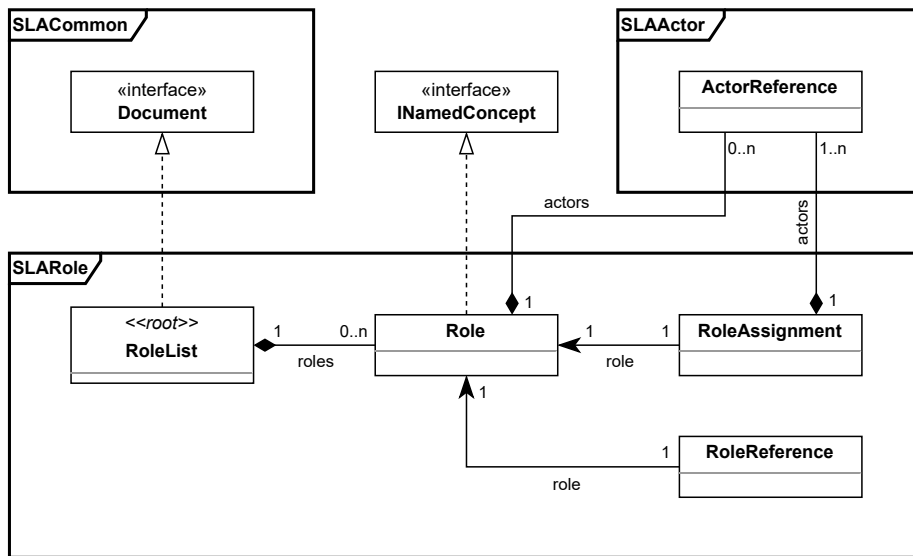 SLACommon
SLAActor
«interface»
Document
«interface»
INamedConcept
ActorReference
0..n
1..n
actors
actors
SLARole
<<root>>
RoleList
1
0..n
roles
Role
1
1
1
role
RoleAssignment
1
1
1
role
RoleReference